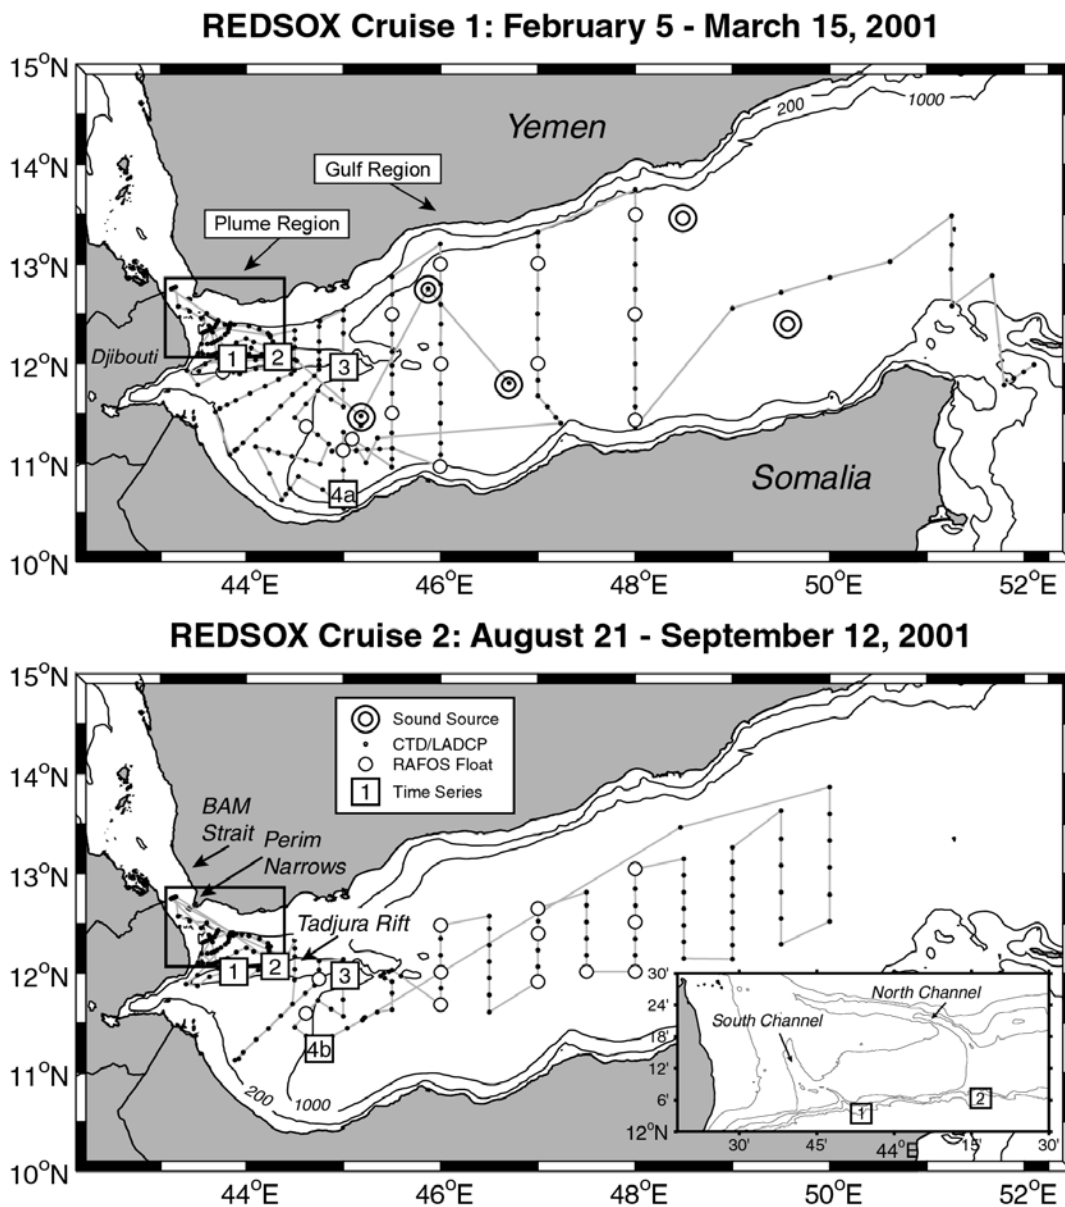 REDSOX Cruise 1: February 5 - March 15, 2001
15°N
14°N
13°N
12°N
11°N
10°N
200
1000
Yemen
Gulf Region
Plume Region
Djibouti
1
2
3
4a
Somalia
44°E
46°E
48°E
50°E
52°E
REDSOX Cruise 2: August 21 - September 12, 2001
15°N
14°N
13°N
12°N
11°N
10°N
Sound Source
CTD/LADCP
RAFOS Float
1 Time Series
BAM
Strait
Perim
Narrows
Tadjura Rift
1
2
3
4b
200
1000
30'
24'
18'
12'
6'
12°N
North Channel
South Channel
1
2
30'
45'
44°E
15'
30'
44°E
46°E
48°E
50°E
52°E